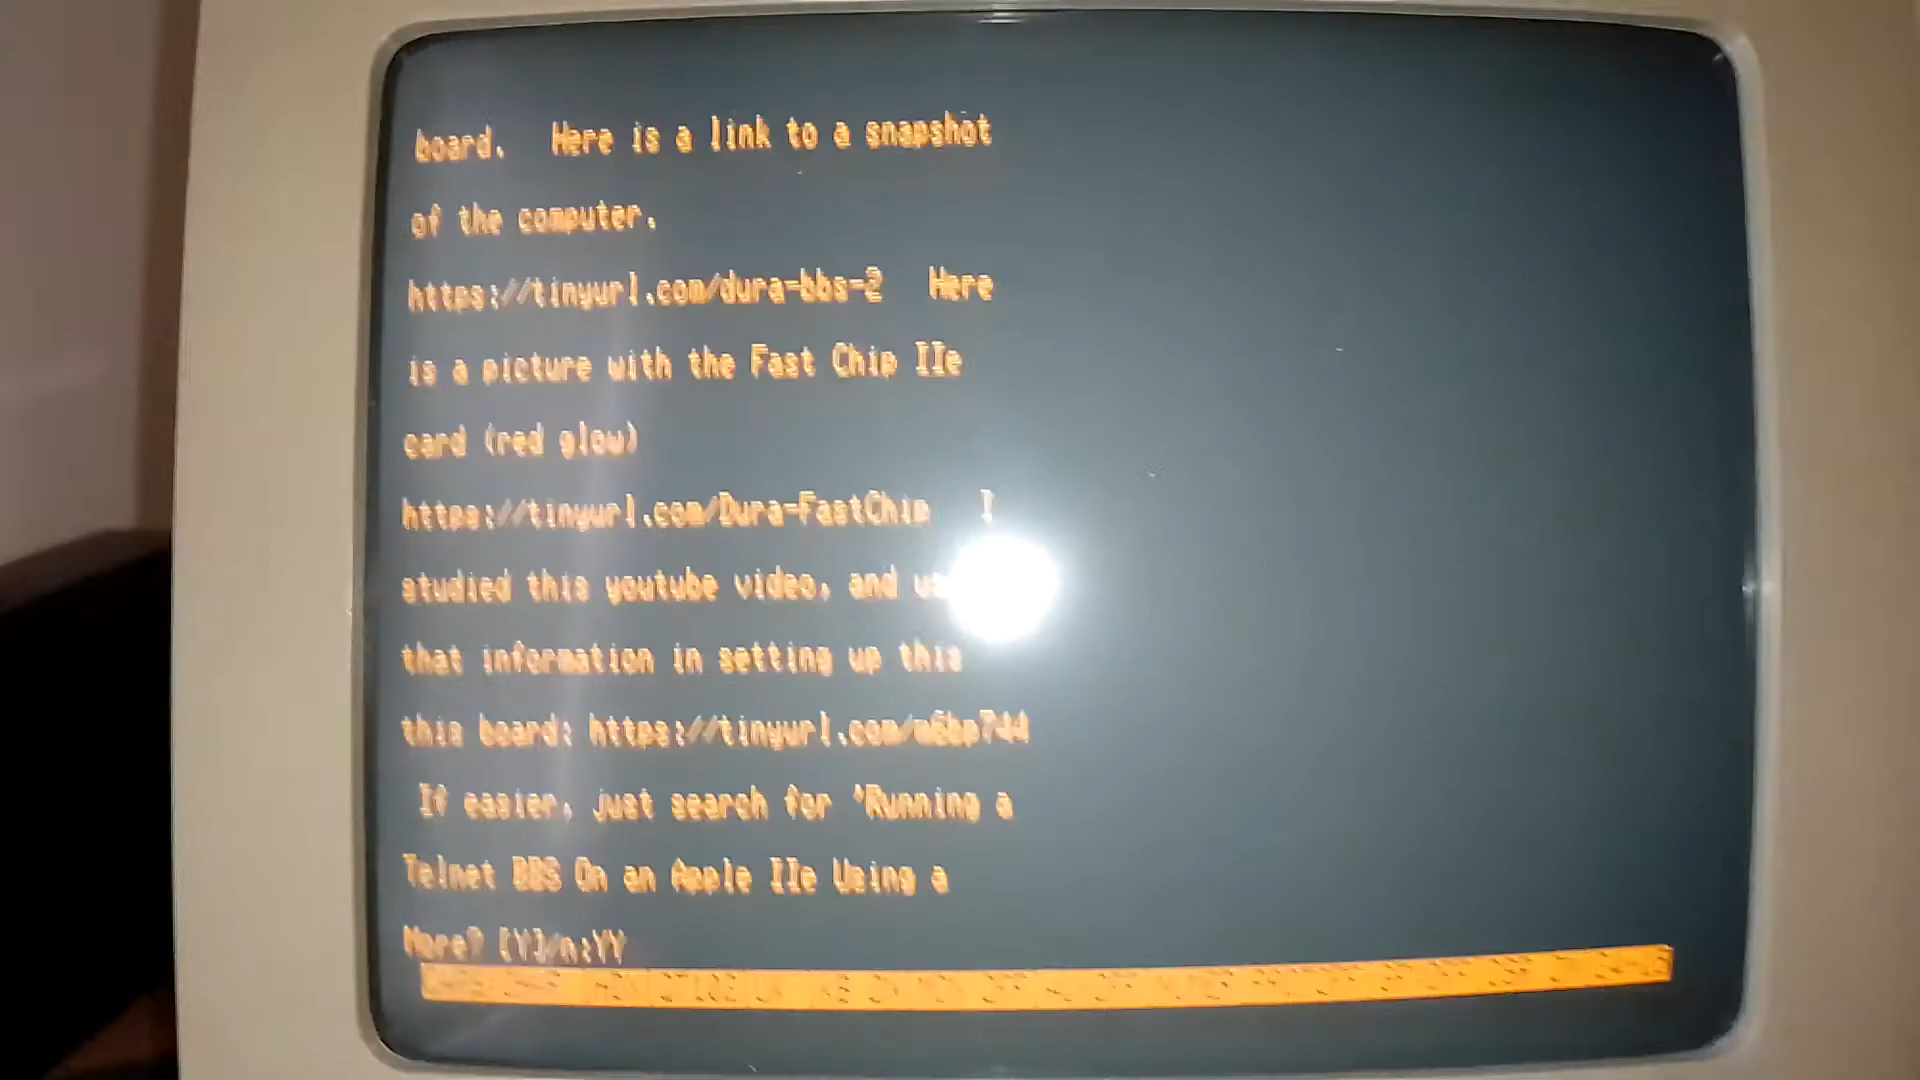 board.   Here is a link to a snapshot
of the computer.
https://tinyurl.com/dura-bbs-2   Here
is a picture with the Fast Chip IIe
card (red glow)
https://tinyurl.com/Dura-FastChip   I
studied this youtube video, and
that information in setting up this
this board:
If easier, just search for 'Running a
Telnet BBS On an Apple IIe Using a
More? [Y]/n:YY